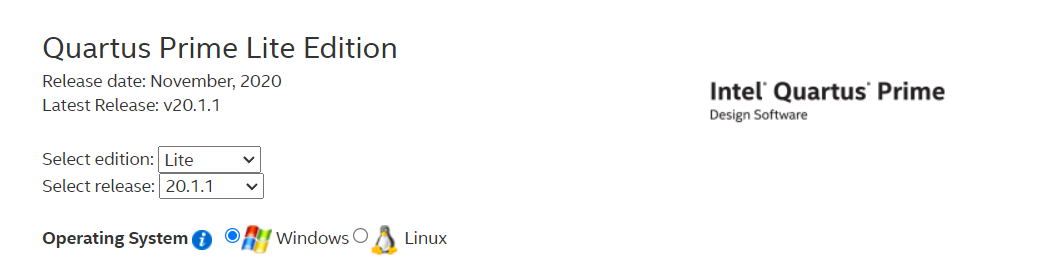 Quartus Prime Lite Edition
Release date: November, 2020
Latest Release: v20.1.1
Intel® Quartus® Prime
Design Software
Select edition: Lite
Select release: 20.1.1
Operating System i Windows Linux